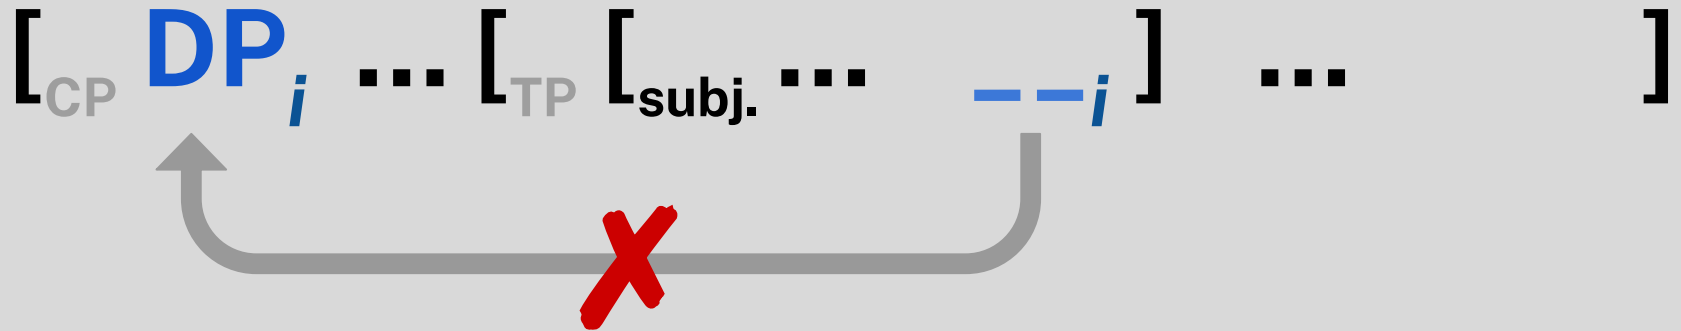 [CP DPi ... [TP [subj. ... __i ] ... ]